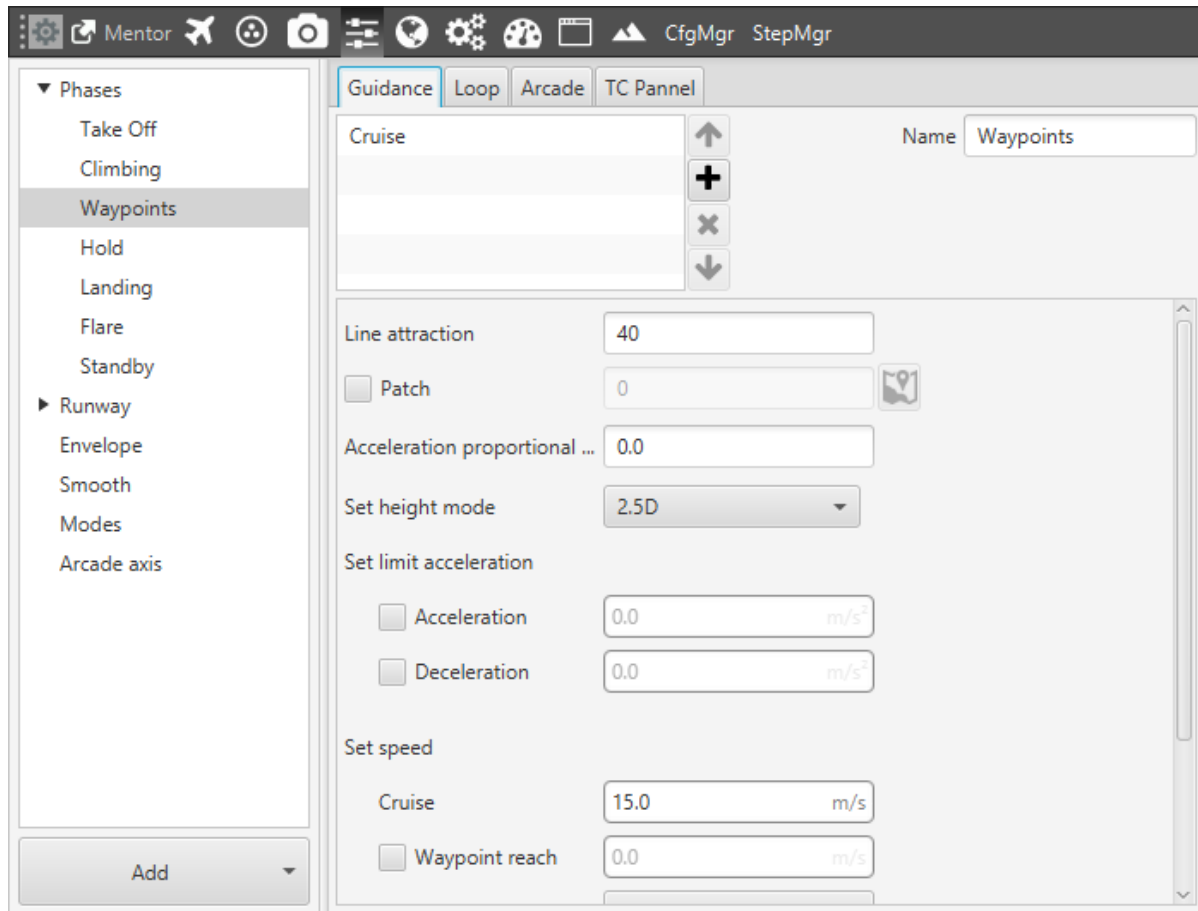 Mentor CfgMgr StepMgr
Phases
Take Off
Climbing
Waypoints
Hold
Landing
Flare
Standby
Runway
Envelope
Smooth
Modes
Arcade axis
Add
Guidance Loop Arcade TC Pannel
Cruise
Name Waypoints
Line attraction 40
Patch 0
Acceleration proportional ... 0.0
Set height mode 2.5D
Set limit acceleration
Acceleration 0.0 m/s²
Deceleration 0.0 m/s²
Set speed
Cruise 15.0 m/s
Waypoint reach 0.0 m/s